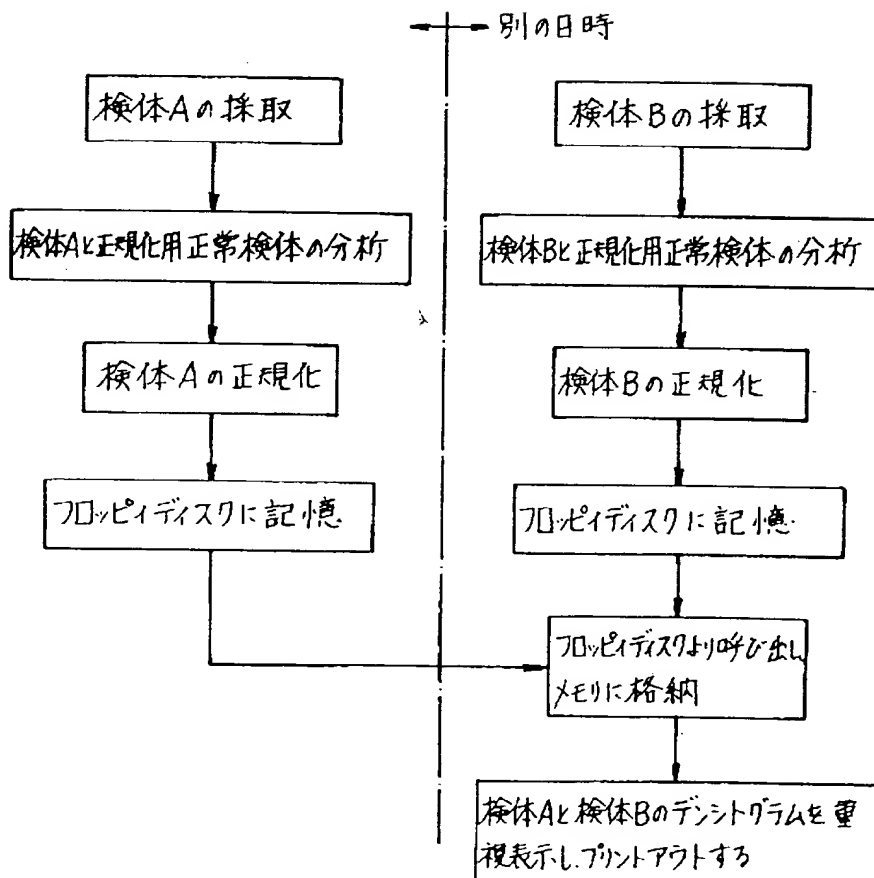 別の日時
検体Aの採取
検体Aと正規化用正常検体の分析
検体Aの正規化
フロッピィディスクに記憶
検体Bの採取
検体Bと正規化用正常検体の分析
検体Bの正規化
フロッピィディスクに記憶
フロッピィディスクより呼び出し
メモリに格納
検体Aと検体Bのデンシトグラムを重
視表示し、プリントアウトする